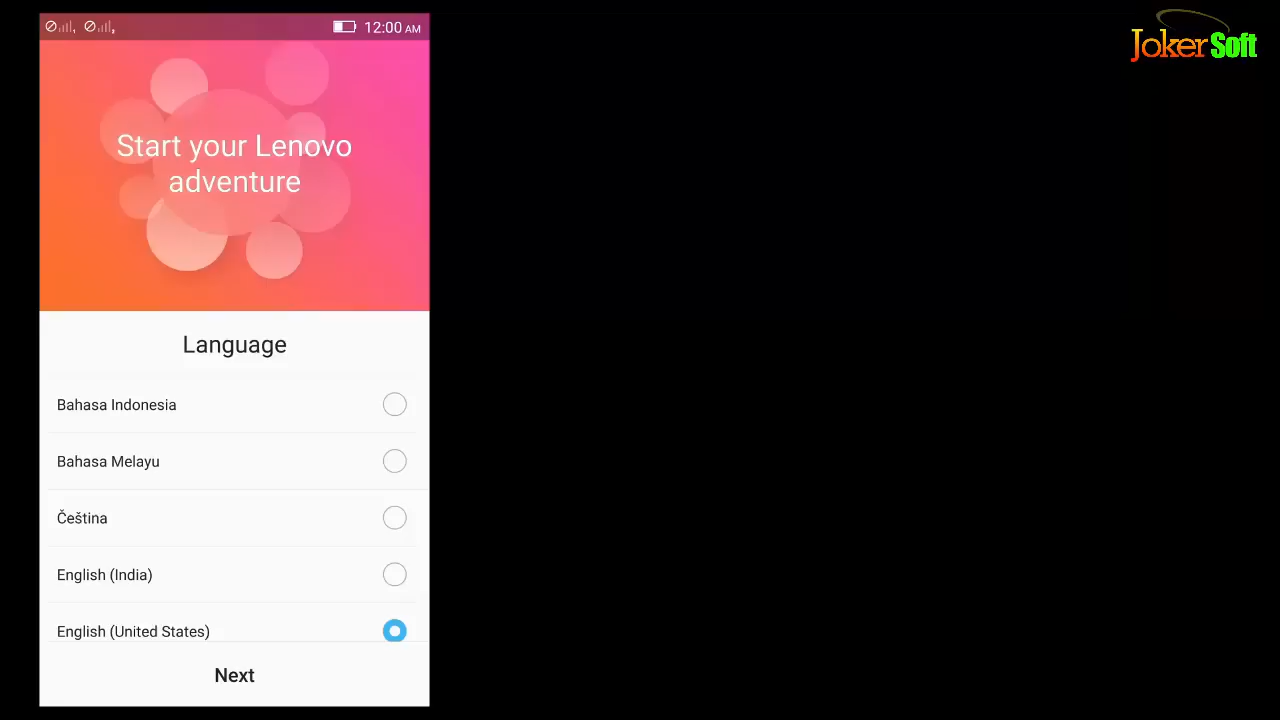 12:00 AM
JokerSoft
Start your Lenovo
adventure
Language
Bahasa Indonesia
Bahasa Melayu
Čeština
English (India)
English (United States)
Next